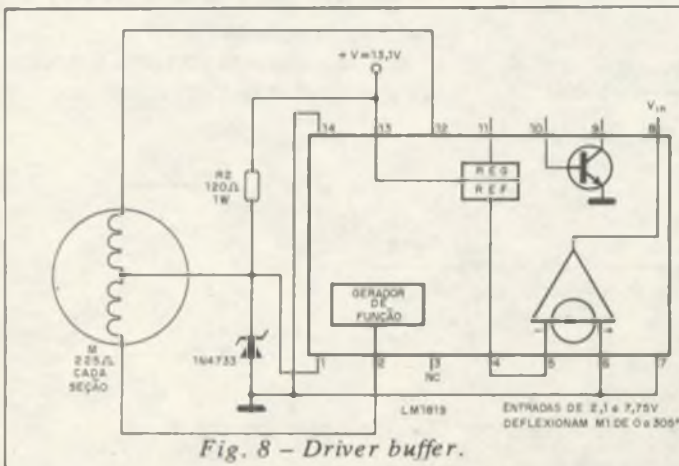 +V=13,1V
VIN
14 13 12 11 10 9 8
R2
120Ω
1W
REG
REF
GERADOR
DE
FUNÇÃO
M
225Ω
CADA
SEÇÃO
1N4733
- +
1 2 3 4 5 6 7
NC
LM1819
ENTRADAS DE 2,1 a 7,75V
DEFLEXIONAM M1 DE 0 a 305º
Fig. 8 – Driver buffer.